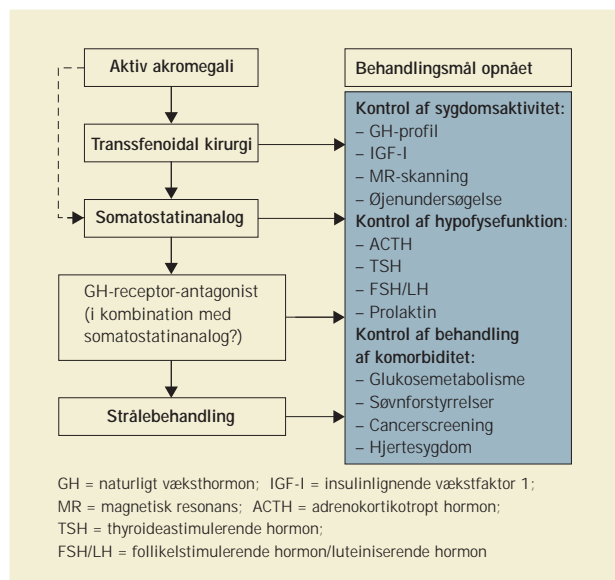 Aktiv akromegali
Transsfenoidal kirurgi
Somatostatinanalog
GH-receptor-antagonist
(i kombination med
somatostatinanalog?)
Strålebehandling
Behandlingsmål opnået
Kontrol af sygdomsaktivitet:
– GH-profil
– IGF-I
– MR-skanning
– Øjenundersøgelse
Kontrol af hypofysefunktion:
– ACTH
– TSH
– FSH/LH
– Prolaktin
Kontrol af behandling
af komorbiditet:
– Glukosemetabolisme
– Søvnforstyrrelser
– Cancerscreening
– Hjertesygdom
GH = naturligt væksthormon; IGF-I = insulinlignende vækstfaktor 1;
MR = magnetisk resonans; ACTH = adrenokortikotropt hormon;
TSH = thyroideastimulerende hormon;
FSH/LH = follikelstimulerende hormon/luteiniserende hormon